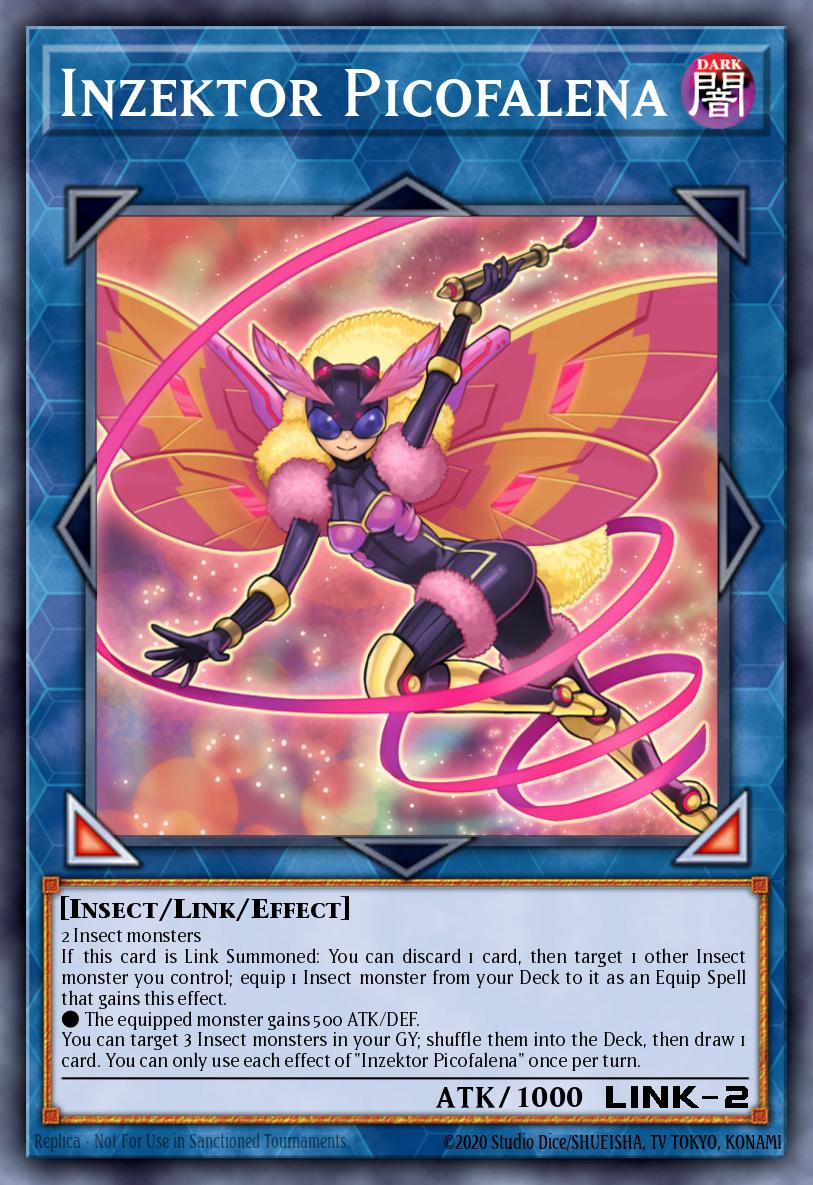 Inzektor Picofalena
DARK
闇
[Insect/Link/Effect]
2 Insect monsters
If this card is Link Summoned: You can discard 1 card, then target 1 other Insect
monster you control; equip 1 Insect monster from your Deck to it as an Equip Spell
that gains this effect.
● The equipped monster gains 500 ATK/DEF.
You can target 3 Insect monsters in your GY; shuffle them into the Deck, then draw 1
card. You can only use each effect of "Inzektor Picofalena" once per turn.
ATK/1000 LINK-2
Replica - Not For Use in Sanctioned Tournaments.
©2020 Studio Dice/SHUEISHA, TV TOKYO, KONAMI